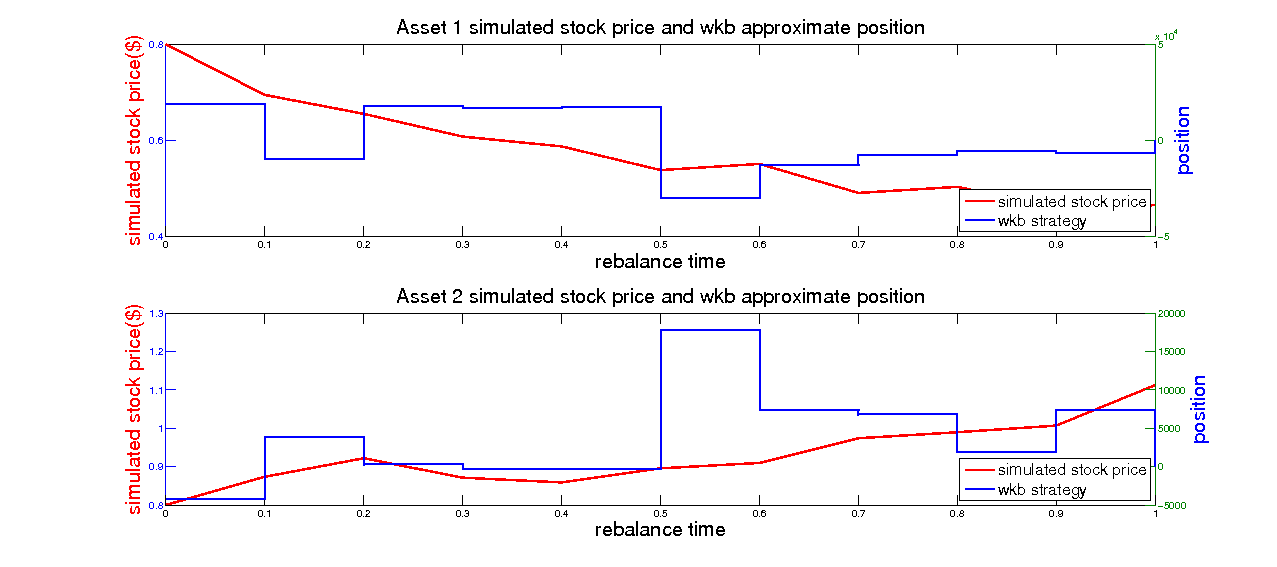 Asset 1 simulated stock price and wkb approximate position
simulated stock price($)
0.8
0.6
0.4
x 10^4
5
0
-5
position
simulated stock price
wkb strategy
0 0.1 0.2 0.3 0.4 0.5 0.6 0.7 0.8 0.9 1
rebalance time
Asset 2 simulated stock price and wkb approximate position
simulated stock price($)
1.3
1.2
1.1
1
0.9
0.8
20000
15000
10000
5000
0
-5000
position
simulated stock price
wkb strategy
0 0.1 0.2 0.3 0.4 0.5 0.6 0.7 0.8 0.9 1
rebalance time